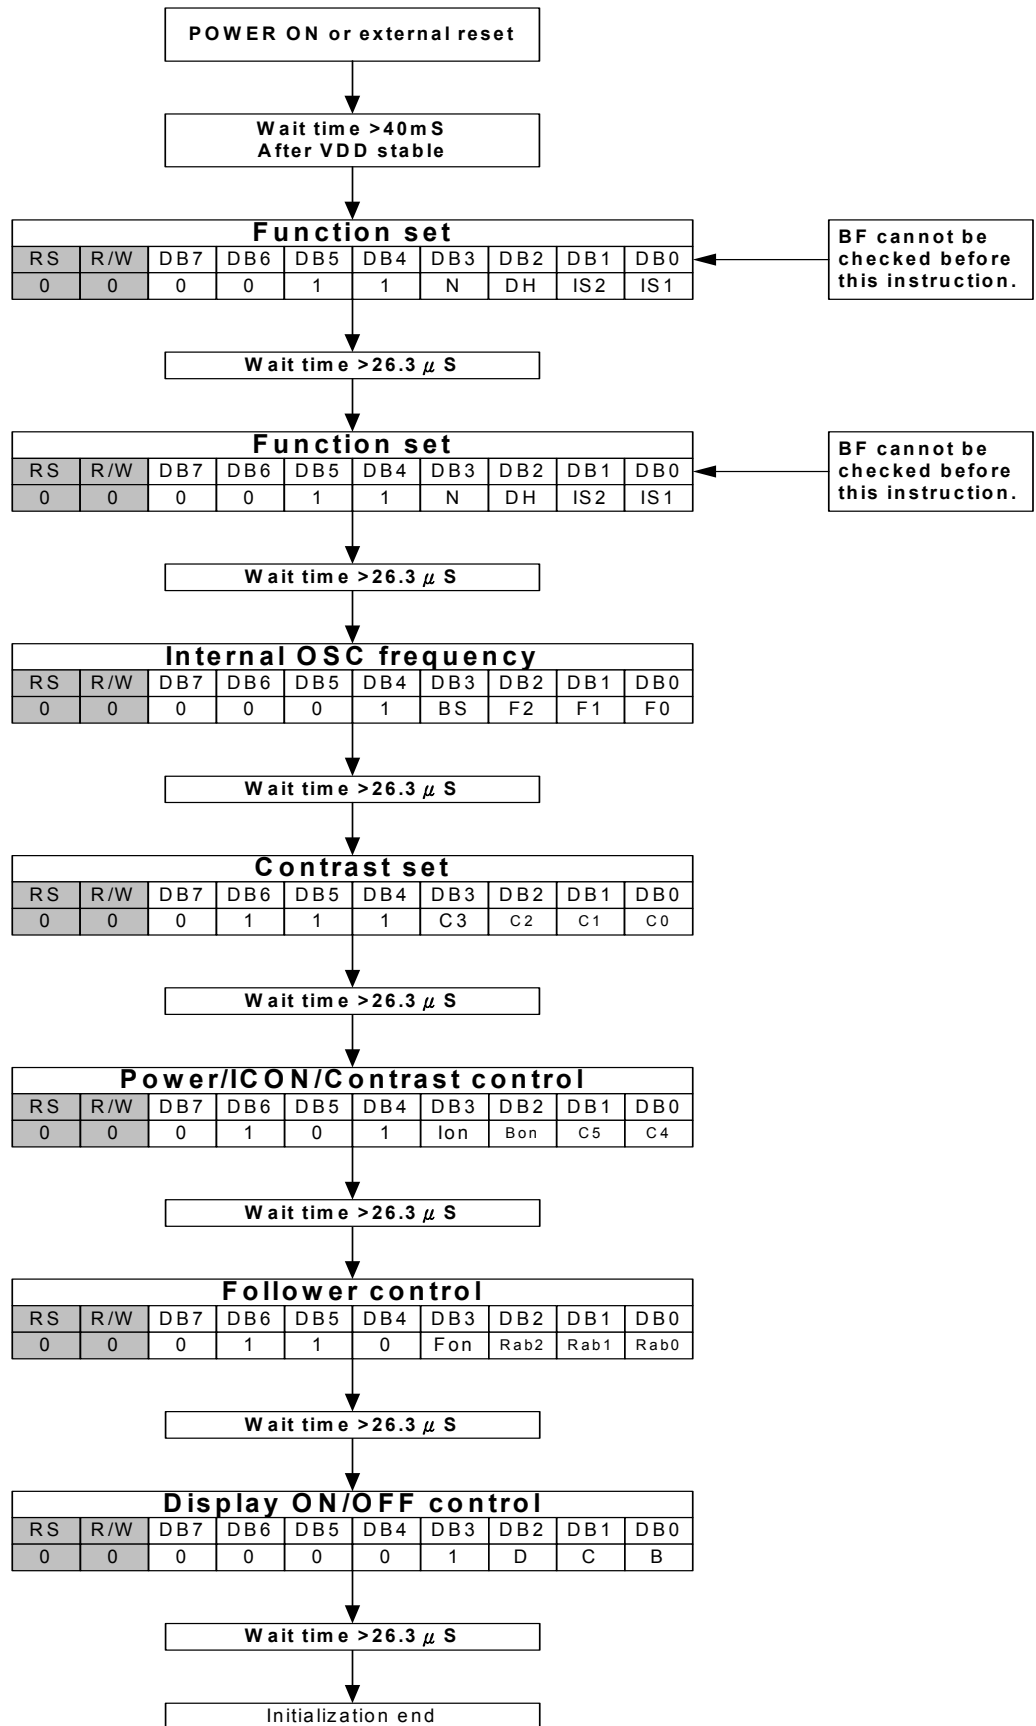 POWER ON or external reset
Wait time >40mS
After VDD stable
Function set
RS R/W DB7 DB6 DB5 DB4 DB3 DB2 DB1 DB0
0 0 0 0 1 1 N DH IS2 IS1
BF cannot be
checked before
this instruction.
Wait time >26.3 μ S
Function set
RS R/W DB7 DB6 DB5 DB4 DB3 DB2 DB1 DB0
0 0 0 0 1 1 N DH IS2 IS1
BF cannot be
checked before
this instruction.
Wait time >26.3 μ S
Internal OSC frequency
RS R/W DB7 DB6 DB5 DB4 DB3 DB2 DB1 DB0
0 0 0 0 0 1 BS F2 F1 F0
Wait time >26.3 μ S
Contrast set
RS R/W DB7 DB6 DB5 DB4 DB3 DB2 DB1 DB0
0 0 0 1 1 1 C3 C2 C1 C0
Wait time >26.3 μ S
Power/ICON/Contrast control
RS R/W DB7 DB6 DB5 DB4 DB3 DB2 DB1 DB0
0 0 0 1 0 1 Ion Bon C5 C4
Wait time >26.3 μ S
Follower control
RS R/W DB7 DB6 DB5 DB4 DB3 DB2 DB1 DB0
0 0 0 1 1 0 Fon Rab2 Rab1 Rab0
Wait time >26.3 μ S
Display ON/OFF control
RS R/W DB7 DB6 DB5 DB4 DB3 DB2 DB1 DB0
0 0 0 0 0 0 1 D C B
Wait time >26.3 μ S
Initialization end